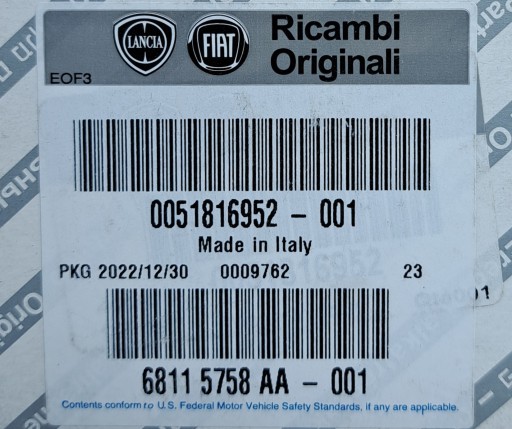 LANCIA FIAT Ricambi
Originali
EOF3
0051816952 - 001
Made in Italy
PKG 2022/12/30 0009762 23
6811 5758 AA - 001
Contents conform to U.S. Federal Motor Vehicle Safety Standards, if any are applicable.